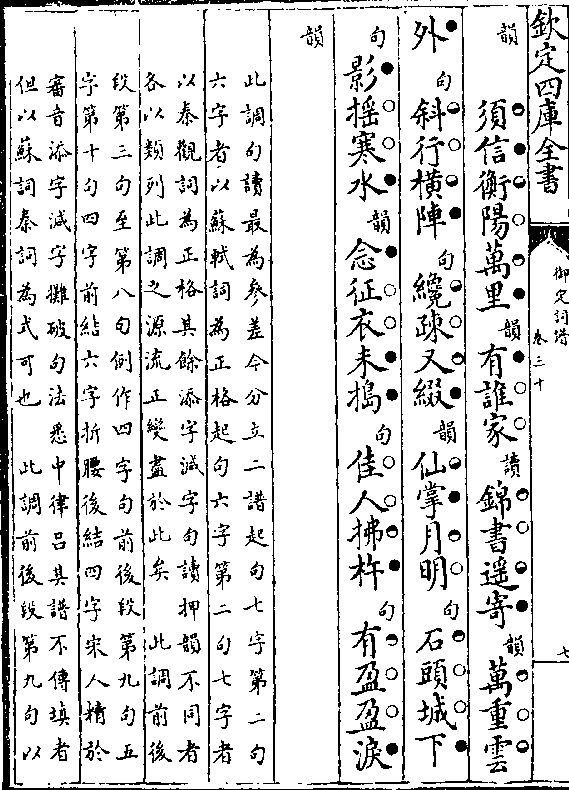 欽定四庫全書
御定詞譜
卷三十
七
韻 須信衡陽萬里韻有誰家讀錦書遥寄韻萬重雲
外句斜行橫陣句纔疎又綴韻仙掌月明句石頭城下
句影揺寒水韻念征衣未搗句佳人拂杵句有盈盈淚
韻
此調句讀最為參差今分立二譜起句七字第二句
六字者以蘇軾詞為正格起句六字第二句七字者
以秦觀詞為正格其餘添字減字句讀押韻不同者
各以類列此調之源流正變盡於此矣 此調前後
段第三句至第八句例作四字句前後段第九句五
字第十句四字前結六字折腰後結四字宋人精於
審音添字減字攤破句法悉中律吕其譜不傳填者
但以蘇詞秦詞為式可也 此調前後段第九句以